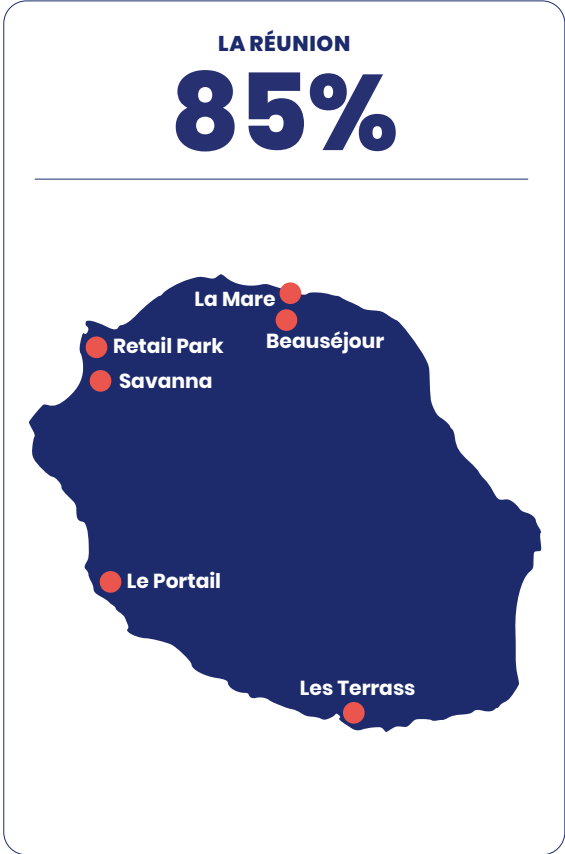 LA RÉUNION
85%
La Mare
Beauséjour
Retail Park
Savanna
Le Portail
Les Terrass